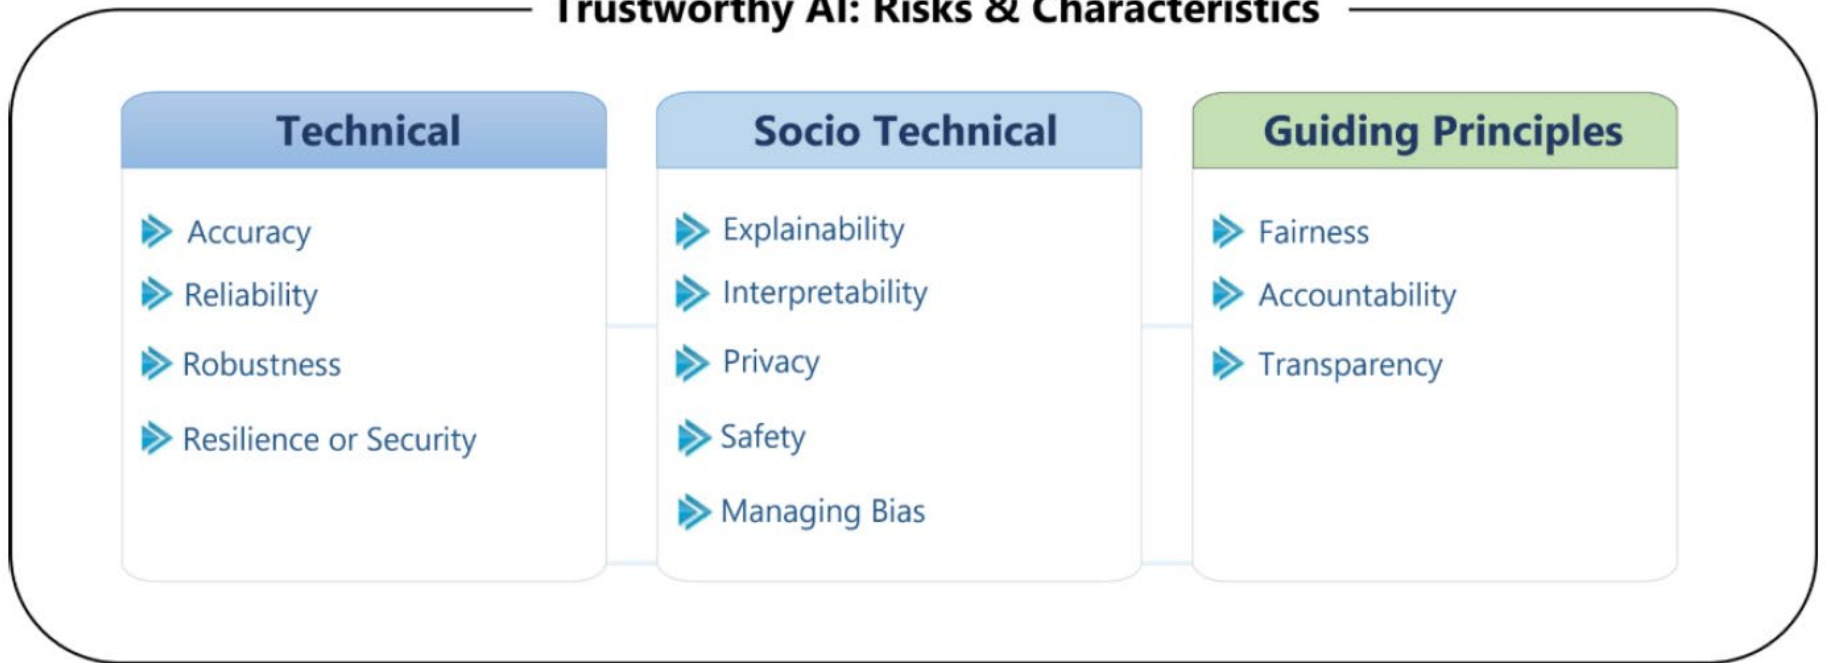 Trustworthy AI: Risks & Characteristics
Technical
Accuracy
Reliability
Robustness
Resilience or Security
Socio Technical
Explainability
Interpretability
Privacy
Safety
Managing Bias
Guiding Principles
Fairness
Accountability
Transparency